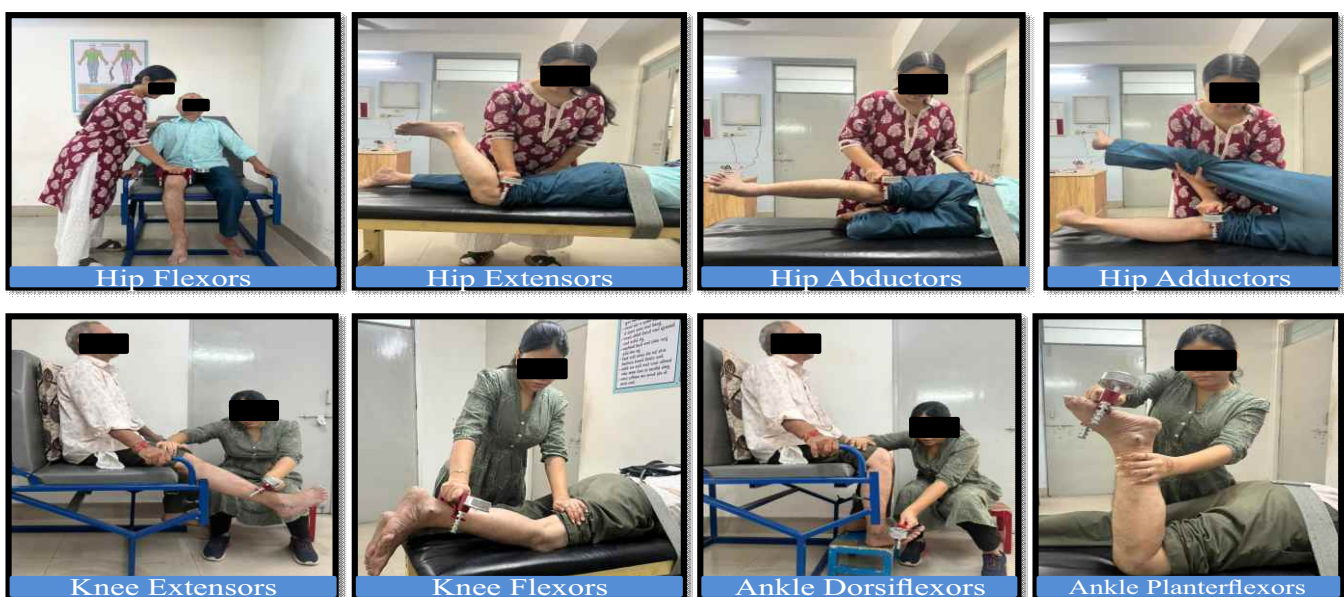 Hip Flexors
Hip Extensors
Hip Abductors
Hip Adductors
Knee Extensors
Knee Flexors
Ankle Dorsiflexors
Ankle Planterflexors